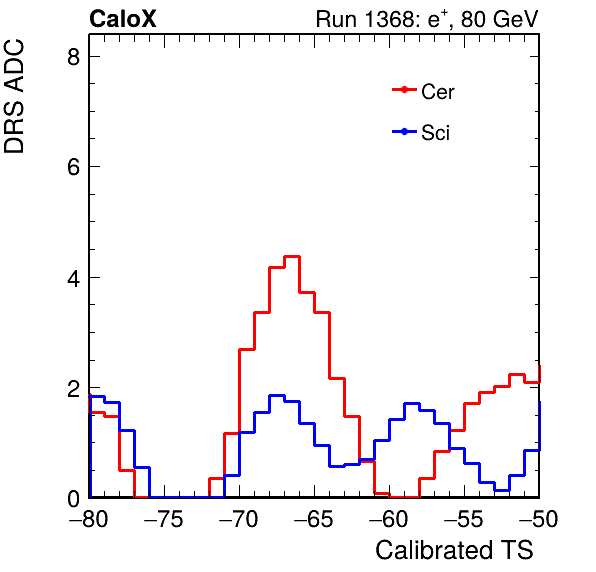 CaloX Run 1368: e⁺, 80 GeV
DRS ADC
8
6
4
2
0
Cer
Sci
−80 −75 −70 −65 −60 −55 −50
Calibrated TS